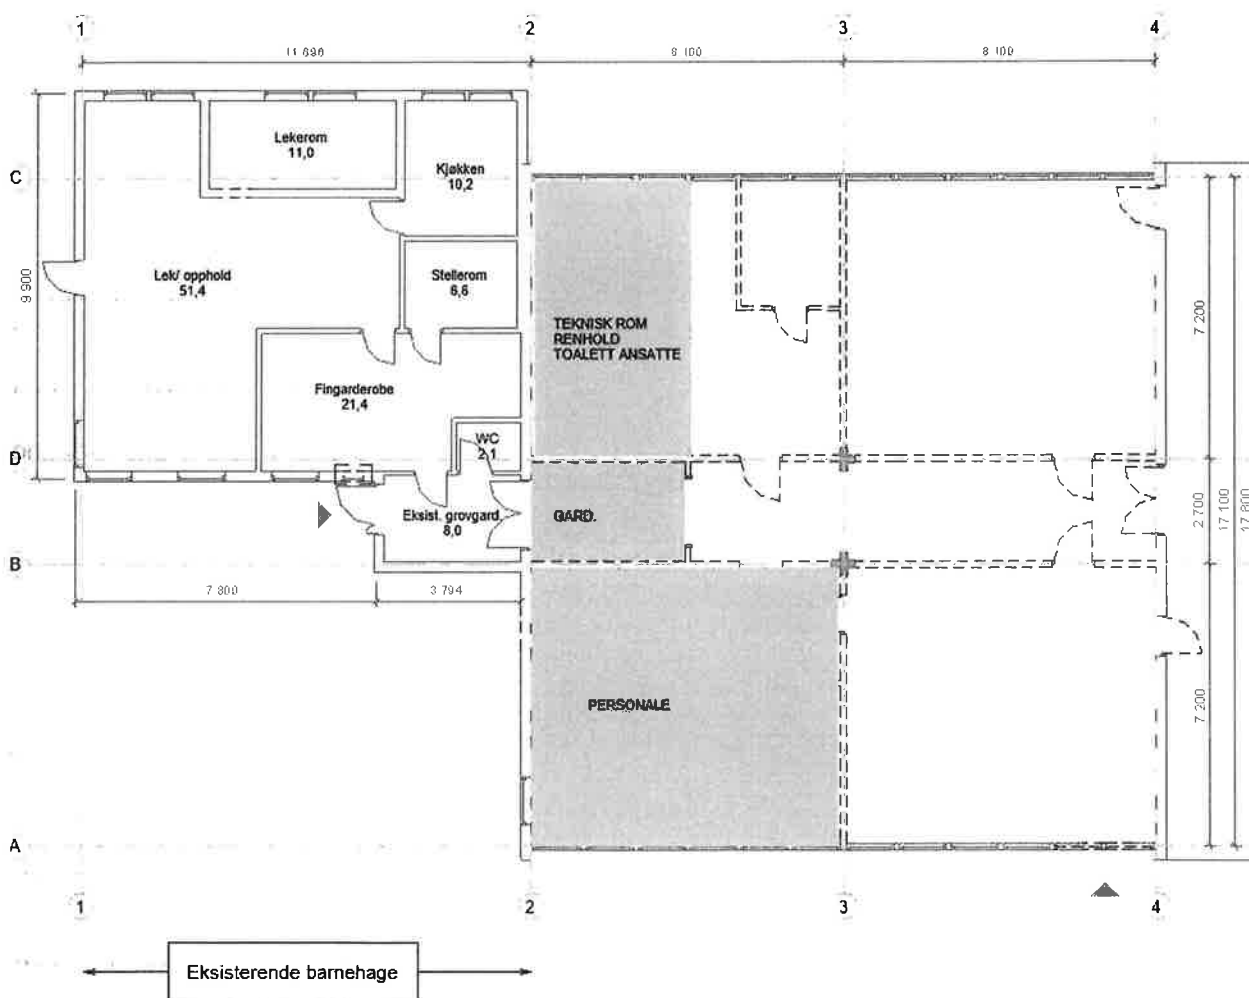 1
2
3
4
11 696
8 100
8 100
Lekerom
11,0
Kjøkken
10,2
C
Lek/ opphold
51,4
Stellerom
6,6
9 900
7 200
TEKNISK ROM
RENHOLD
TOALETT ANSATTE
Fingarderobe
21,4
WC
2,1
D
Eksist. grovgard.
8,0
GARD.
2 700
17 100
17 800
B
7 800
3 794
PERSONALE
7 200
A
1
2
3
4
Eksisterende barnehage